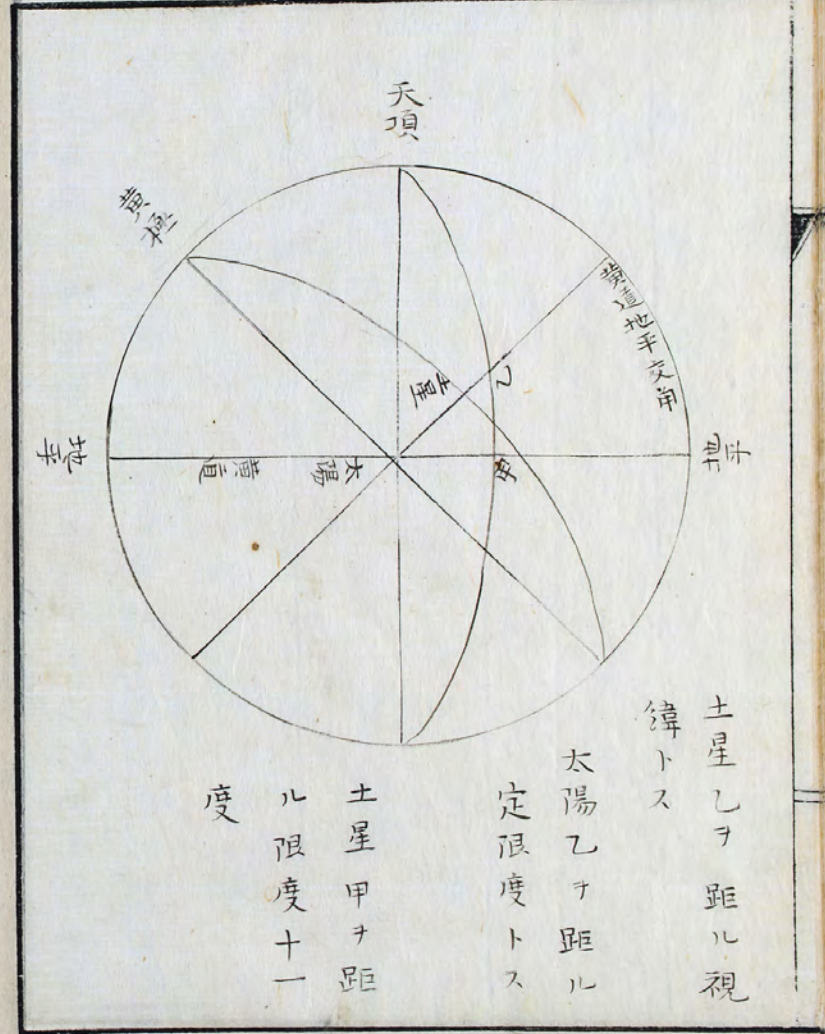 天頂
黄極
黄道地平交角
土星
乙
地平
地平
甲
太陽
黄道
土星乙ヲ距ル視
緯トス
太陽乙ヲ距ル
定限度トス
土星甲ヲ距
ル限度十一
度